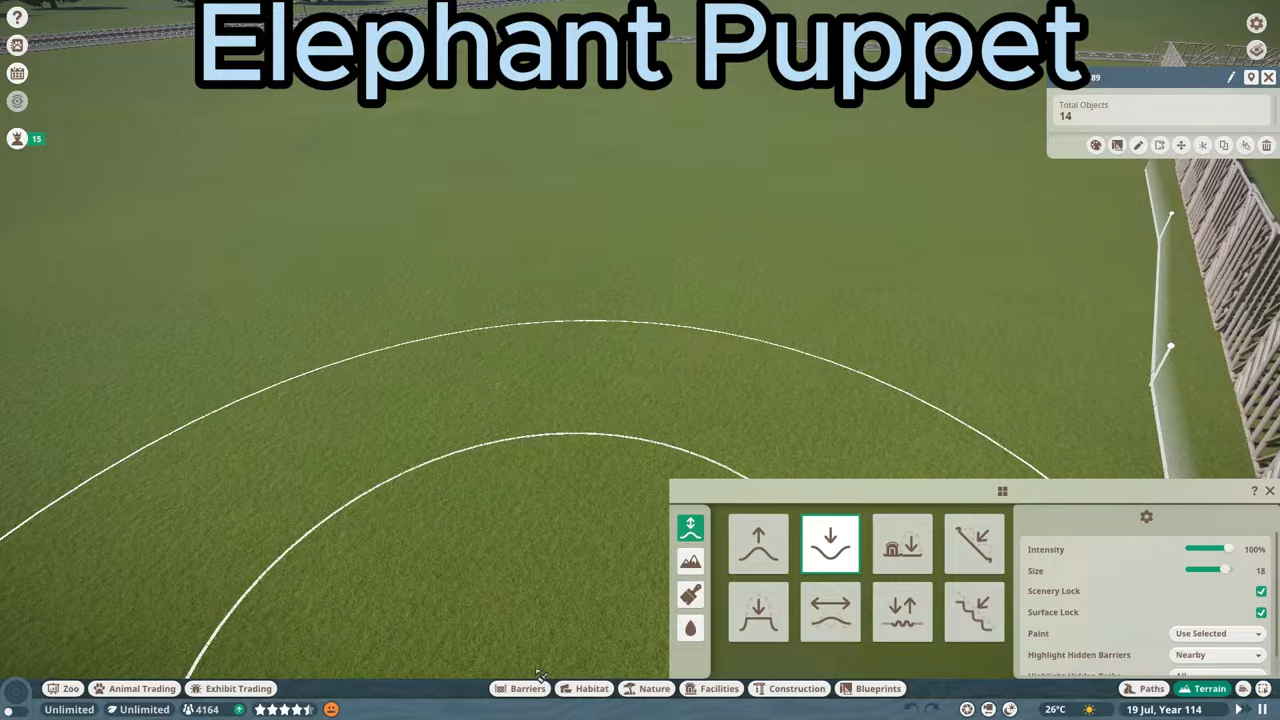 Elephant Puppet
89
Total Objects
14
15
Intensity 100%
Size 18
Scenery Lock
Surface Lock
Paint Use Selected
Highlight Hidden Barriers Nearby
Zoo Animal Trading Exhibit Trading Barriers Habitat Nature Facilities Construction Blueprints Paths Terrain
Unlimited Unlimited 4164 26°C 19 Jul, Year 114